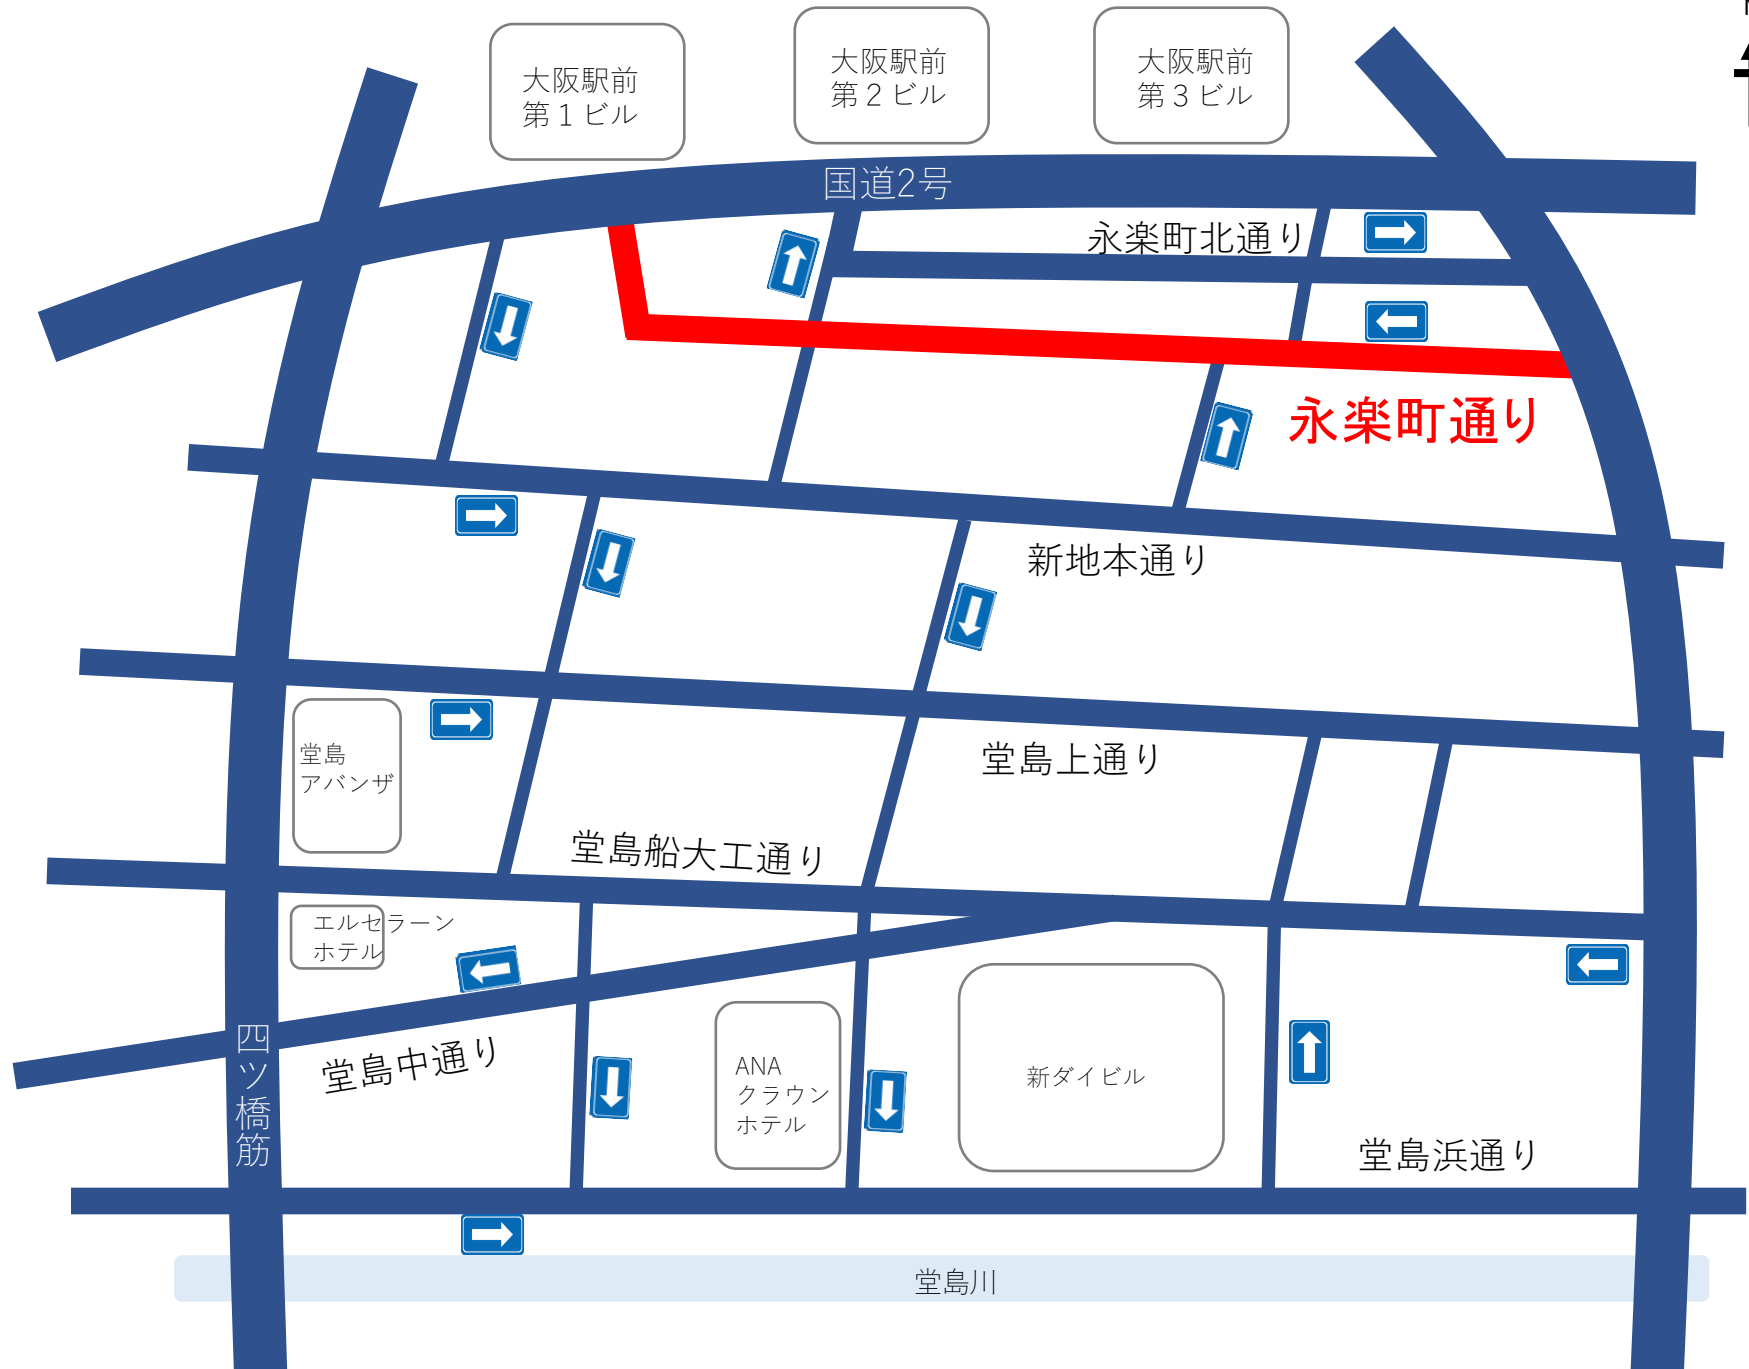 大阪駅前
第1ビル
大阪駅前
第2ビル
大阪駅前
第3ビル
国道2号
永楽町北通り
永楽町通り
新地本通り
堂島
アバンザ
堂島上通り
堂島船大工通り
エルセラーン
ホテル
四ツ橋筋
堂島中通り
ANA
クラウン
ホテル
新ダイビル
堂島浜通り
堂島川